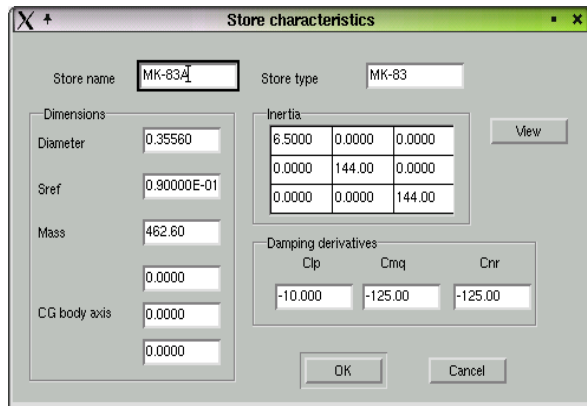 Store characteristics
Store name MK-83A Store type MK-83
Dimensions
Diameter 0.35560
Sref 0.90000E-01
Mass 462.60
0.0000
CG body axis 0.0000
0.0000
Inertia
6.5000 0.0000 0.0000
0.0000 144.00 0.0000
0.0000 0.0000 144.00
View
Damping derivatives
Clp Cmq Cnr
-10.000 -125.00 -125.00
OK Cancel